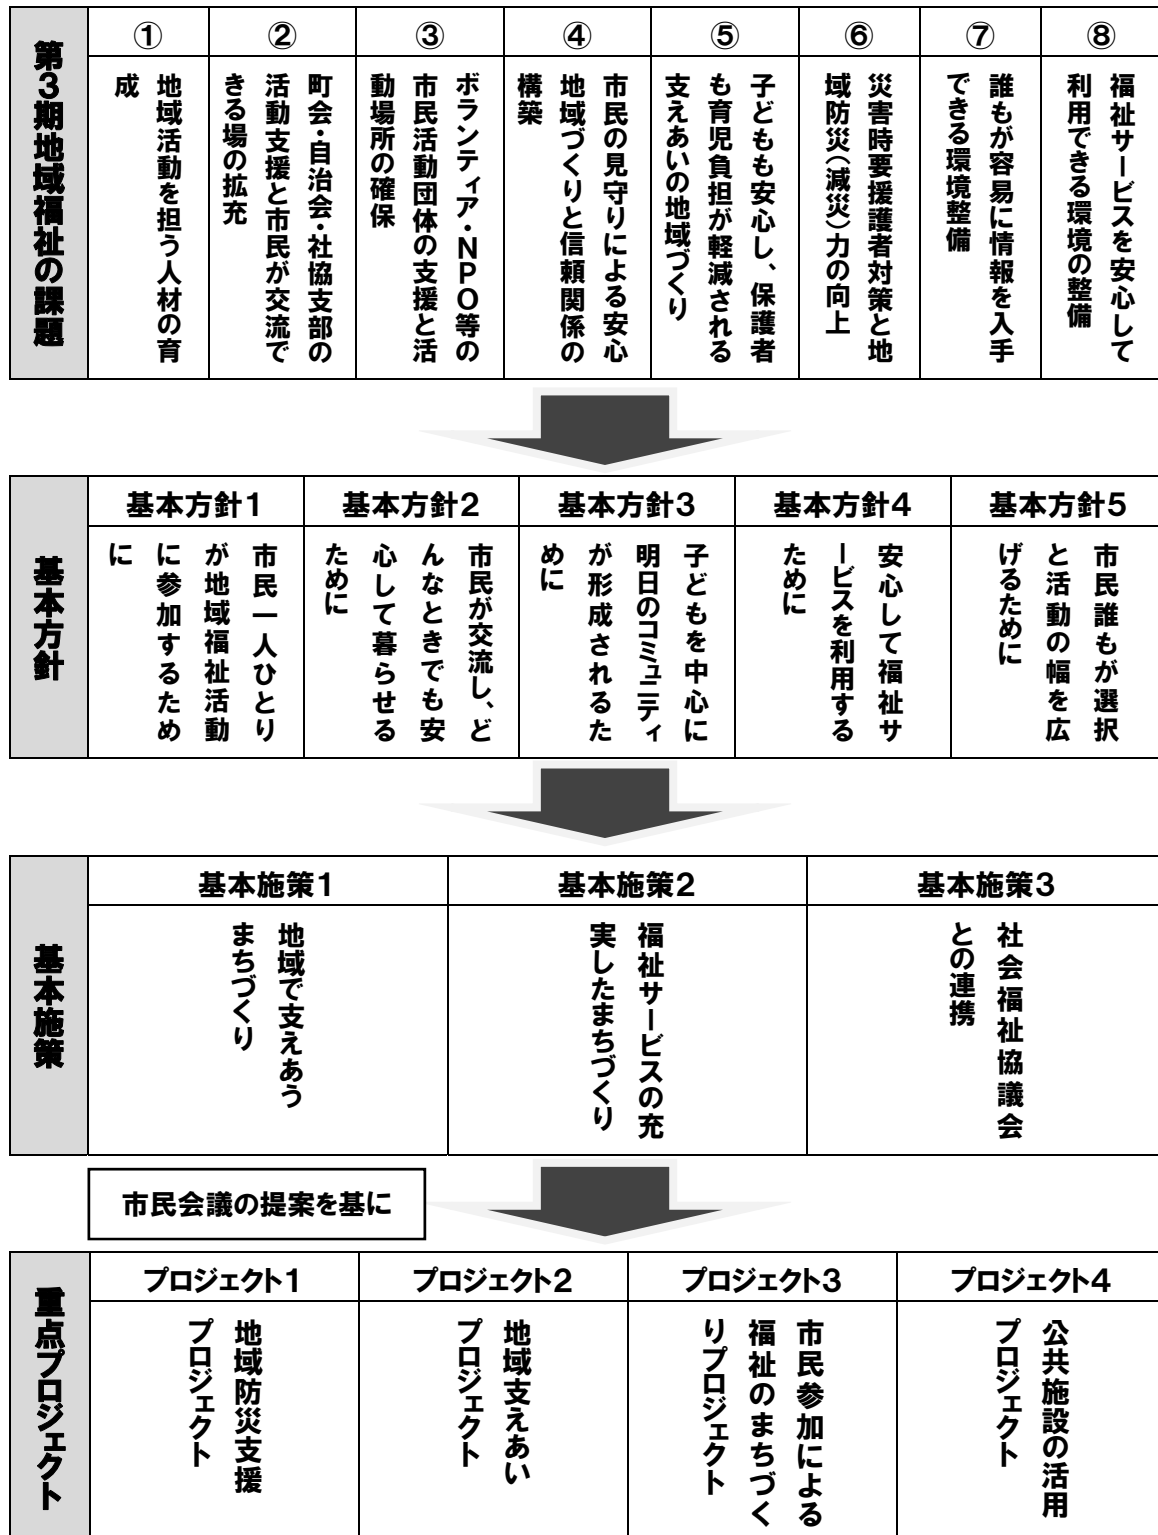 第３期地域福祉の課題
①
地域活動を担う人材の育
成
②
町会・自治会・社協支部の
活動支援と市民が交流で
きる場の拡充
③
ボランティア・ＮＰＯ等の
市民活動団体の支援と活
動場所の確保
④
市民の見守りによる安心
地域づくりと信頼関係の
構築
⑤
子どもも安心し、保護者
も育児負担が軽減される
支えあいの地域づくり
⑥
災害時要援護者対策と地
域防災（減災）力の向上
⑦
誰もが容易に情報を入手
できる環境整備
⑧
福祉サービスを安心して
利用できる環境の整備
基本方針
基本方針1
市民一人ひとり
が地域福祉活動
に参加するため
に
基本方針2
市民が交流し、ど
んなときでも安
心して暮らせる
ために
基本方針3
子どもを中心に
明日のコミュニティ
が形成されるた
めに
基本方針4
安心して福祉サ
ービスを利用する
ために
基本方針5
市民誰もが選択
と活動の幅を広
げるために
基本施策
基本施策1
地域で支えあう
まちづくり
基本施策2
福祉サービスの充
実したまちづくり
基本施策3
社会福祉協議会
との連携
市民会議の提案を基に
重点プロジェクト
プロジェクト1
地域防災支援
プロジェクト
プロジェクト2
地域支えあい
プロジェクト
プロジェクト3
市民参加による
福祉のまちづく
りプロジェクト
プロジェクト4
公共施設の活用
プロジェクト